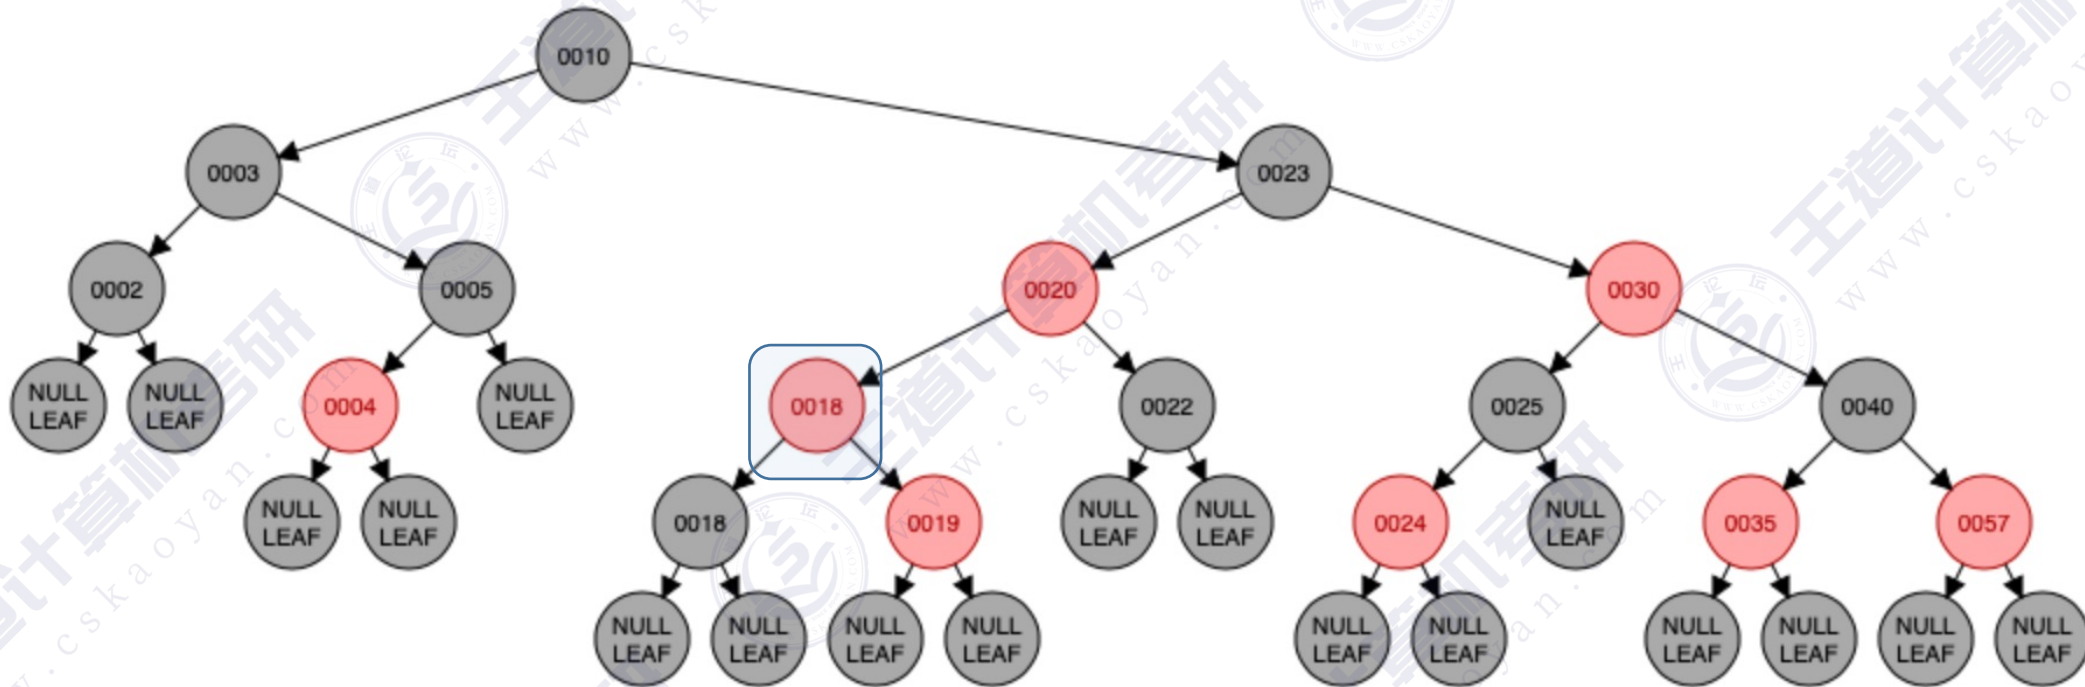 0010
0003
0023
0002
0005
0020
0030
NULL
LEAF
NULL
LEAF
0004
NULL
LEAF
0018
0022
0025
0040
NULL
LEAF
NULL
LEAF
0018
0019
NULL
LEAF
NULL
LEAF
0024
NULL
LEAF
0035
0057
NULL
LEAF
NULL
LEAF
NULL
LEAF
NULL
LEAF
NULL
LEAF
NULL
LEAF
NULL
LEAF
NULL
LEAF
NULL
LEAF
NULL
LEAF
王道计算机考研
www.cskaoyan.com